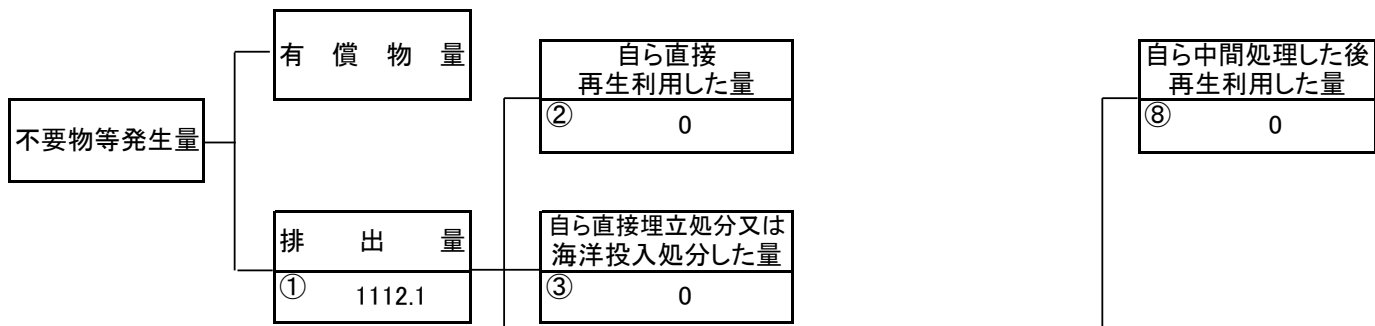 有償物量
自ら直接
再生利用した量
② 0
自ら中間処理した後
再生利用した量
⑧ 0
不要物等発生量
排出量
① 1112.1
自ら直接埋立処分又は
海洋投入処分した量
③ 0